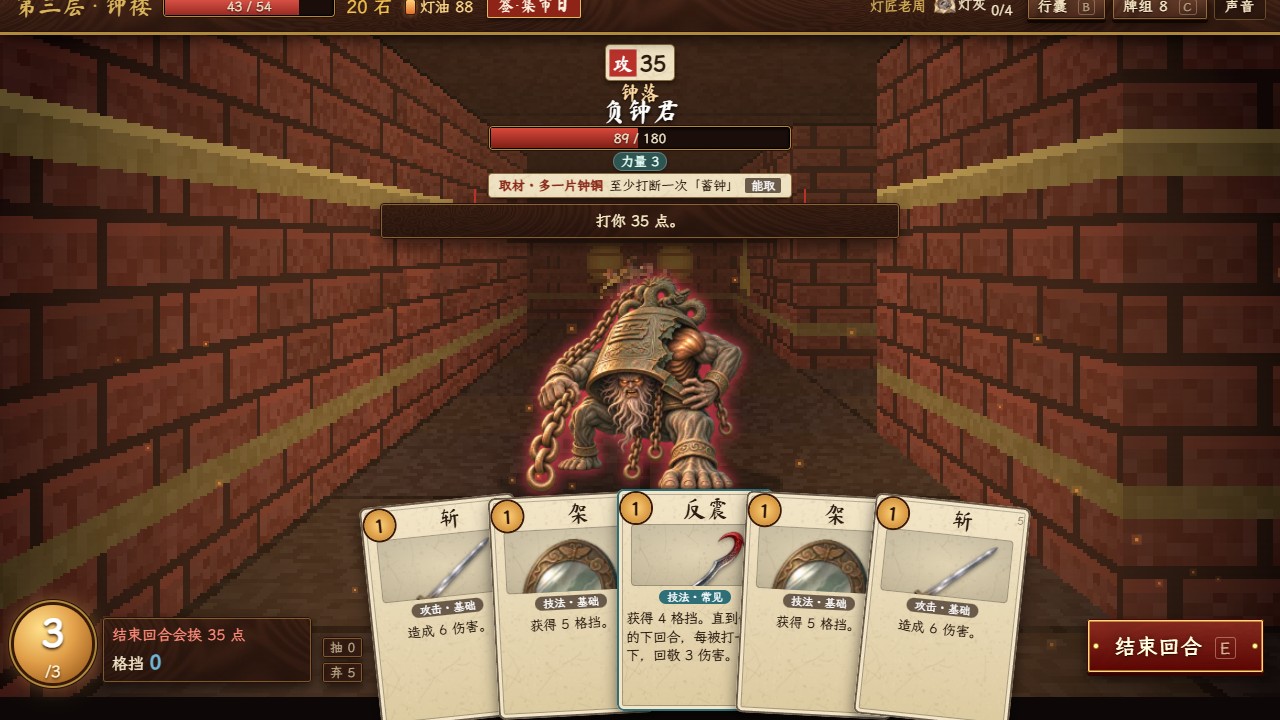 第三层·钟楼
43 / 54
20 石
灯油 88
签·集市日
灯匠老周
灯灰 0/4
行囊 B
牌组 8 C
声音
攻 35
钟落
负钟君
89 / 180
力量 3
取材·多一片钟铜 至少打断一次「蓄钟」 能取
打你 35 点。
1 斩
攻击·基础
造成 6 伤害。
1 架
技法·基础
获得 5 格挡。
1 反震
技法·常见
获得 4 格挡。直到
的下回合，每被打一
下，回敬 3 伤害。
1 架
技法·基础
获得 5 格挡。
1 斩 5
攻击·基础
造成 6 伤害。
3
/3
结束回合会挨 35 点
格挡 0
抽 0
弃 5
结束回合 E